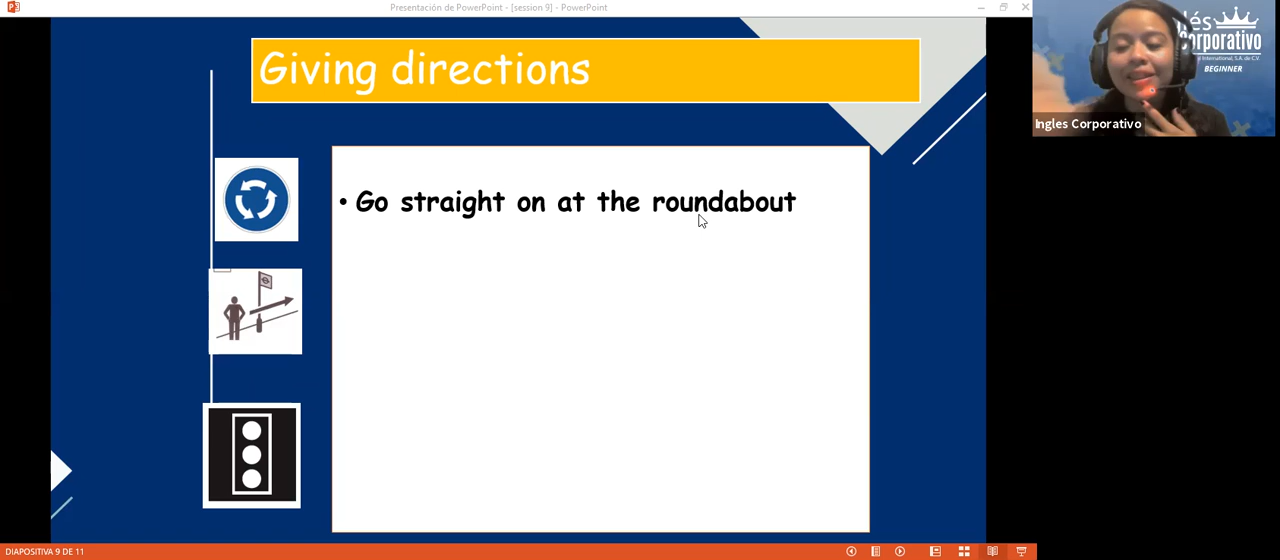 Presentación de PowerPoint - [session 9] - PowerPoint
Giving directions
• Go straight on at the roundabout
Corporativo
BEGINNER
Ingles Corporativo
DIAPOSITIVA 9 DE 11